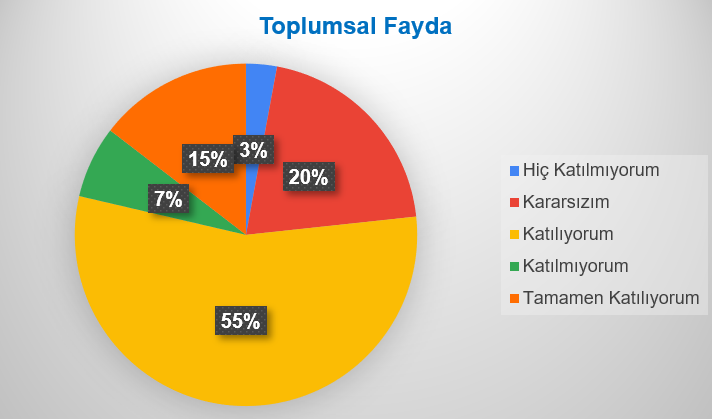 Toplumsal Fayda
3%
15%
20%
7%
55%
Hiç Katılmıyorum
Kararsızım
Katılıyorum
Katılmıyorum
Tamamen Katılıyorum